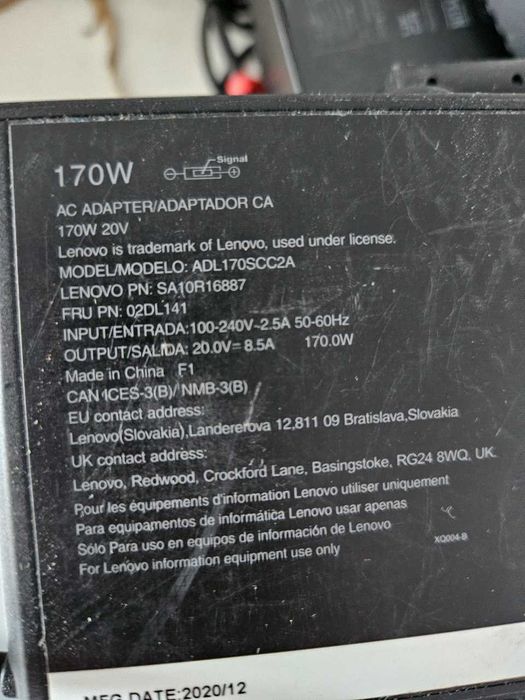 170W
Signal
AC ADAPTER/ADAPTADOR CA
170W 20V
Lenovo is trademark of Lenovo, used under license.
MODEL/MODELO: ADL170SCC2A
LENOVO PN: SA10R16887
FRU PN: 02DL141
INPUT/ENTRADA:100-240V~2.5A 50-60Hz
OUTPUT/SALIDA: 20.0V⎓8.5A 170.0W
Made in China F1
CAN ICES-3(B)/ NMB-3(B)
EU contact address:
Lenovo(Slovakia),Landererova 12,811 09 Bratislava,Slovakia
UK contact address:
Lenovo, Redwood, Crockford Lane, Basingstoke, RG24 8WQ, UK.
Pour les équipements d'information Lenovo utiliser uniquement
Para equipamentos de informática Lenovo usar apenas
Sólo Para uso en equipos de información de Lenovo
For Lenovo information equipment use only
XQ004-B
MFG DATE:2020/12